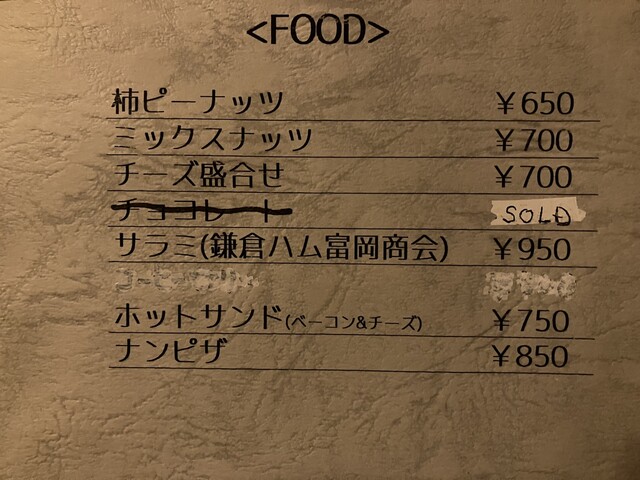 <FOOD>
柿ピーナッツ ￥650
ミックスナッツ ￥700
チーズ盛合せ ￥700
チョコレート SOLD
サラミ(鎌倉ハム富岡商会) ￥950
ホットサンド(ベーコン&チーズ) ￥750
ナンピザ ￥850